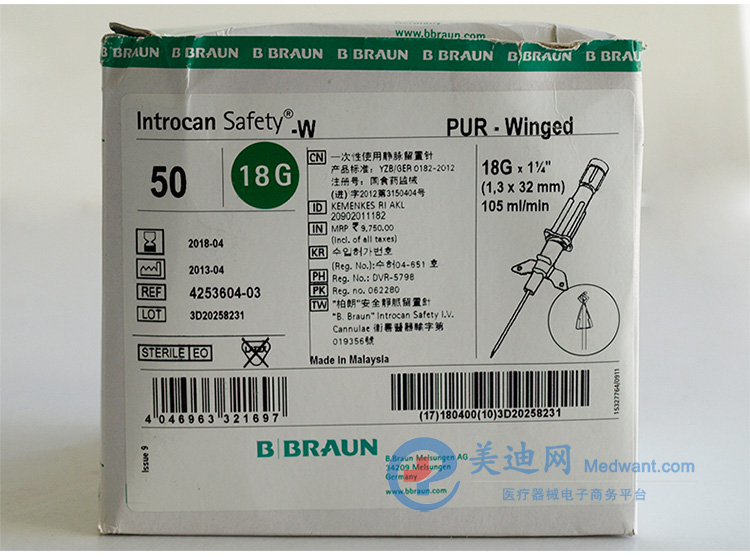 www.bbraun.com
B BRAUN B BRAUN B BRAUN B BRAUN B BRAUN B BRAU
Introcan Safety®-W
PUR - Winged
50
18G
CN 一次性使用静脉留置针
产品标准: YZB/GER 0182-2012
注册号: 国食药监械
(进) 字2012第3150404号
ID KEMENKES RI AKL
20902011182
IN MRP ₹ 9,750.00
(Incl. of all taxes)
KR 수입허가번호
(Reg. No.):수허04-651 호
PH Reg. No.: DVR-5798
PK Reg. no. 062280
TW "柏朗"安全靜脈留置針
"B. Braun" Introcan Safety I.V.
Cannulae 衛署醫器輸字第
019356號
Made in Malaysia
18G x 1¼"
(1,3 x 32 mm)
105 ml/min
2018-04
2013-04
REF 4253604-03
LOT 3D20258231
STERILE EO
Latex
4 046963 321697
(17)180400(10)3D20258231
15327764/0911
Issue 9
B BRAUN
B.Braun Melsungen AG
34209 Melsungen
Germany
www.bbraun.com
美迪网 Medwant.com
医疗器械电子商务平台